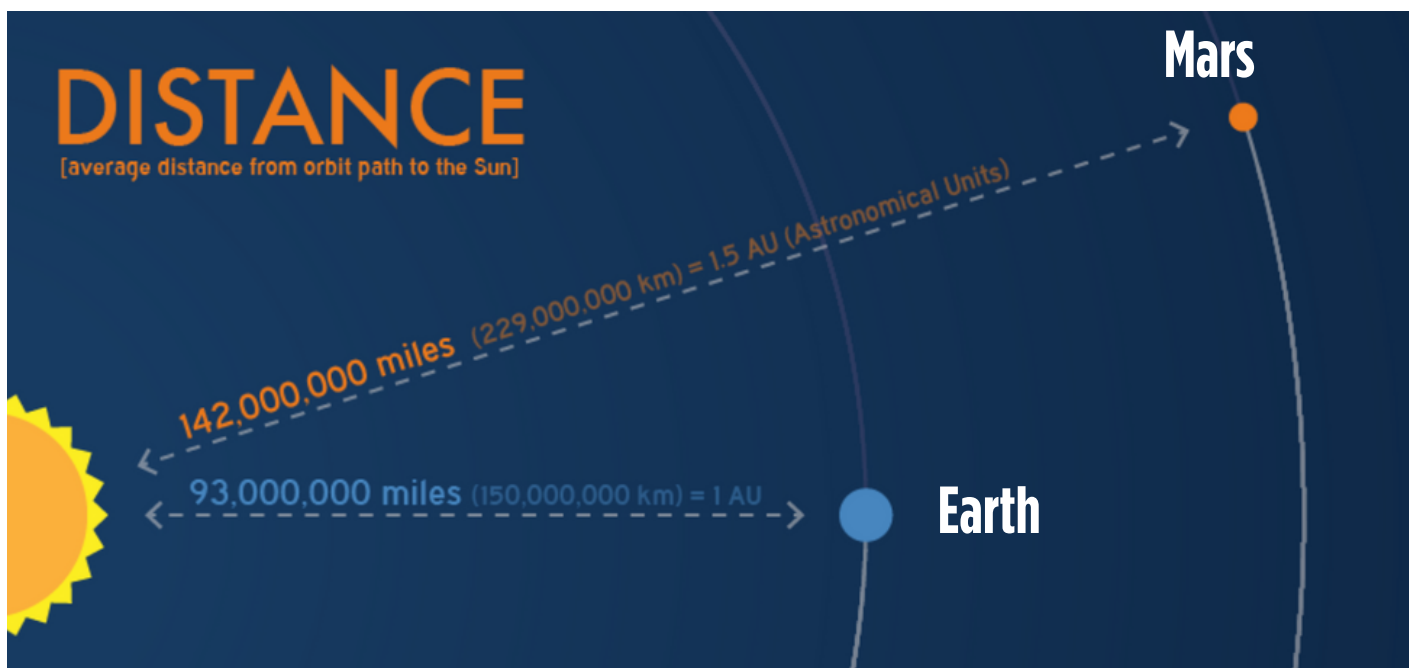 DISTANCE
[average distance from orbit path to the Sun]
Mars
142,000,000 miles (229,000,000 km) = 1.5 AU (Astronomical Units)
93,000,000 miles (150,000,000 km) = 1 AU
Earth